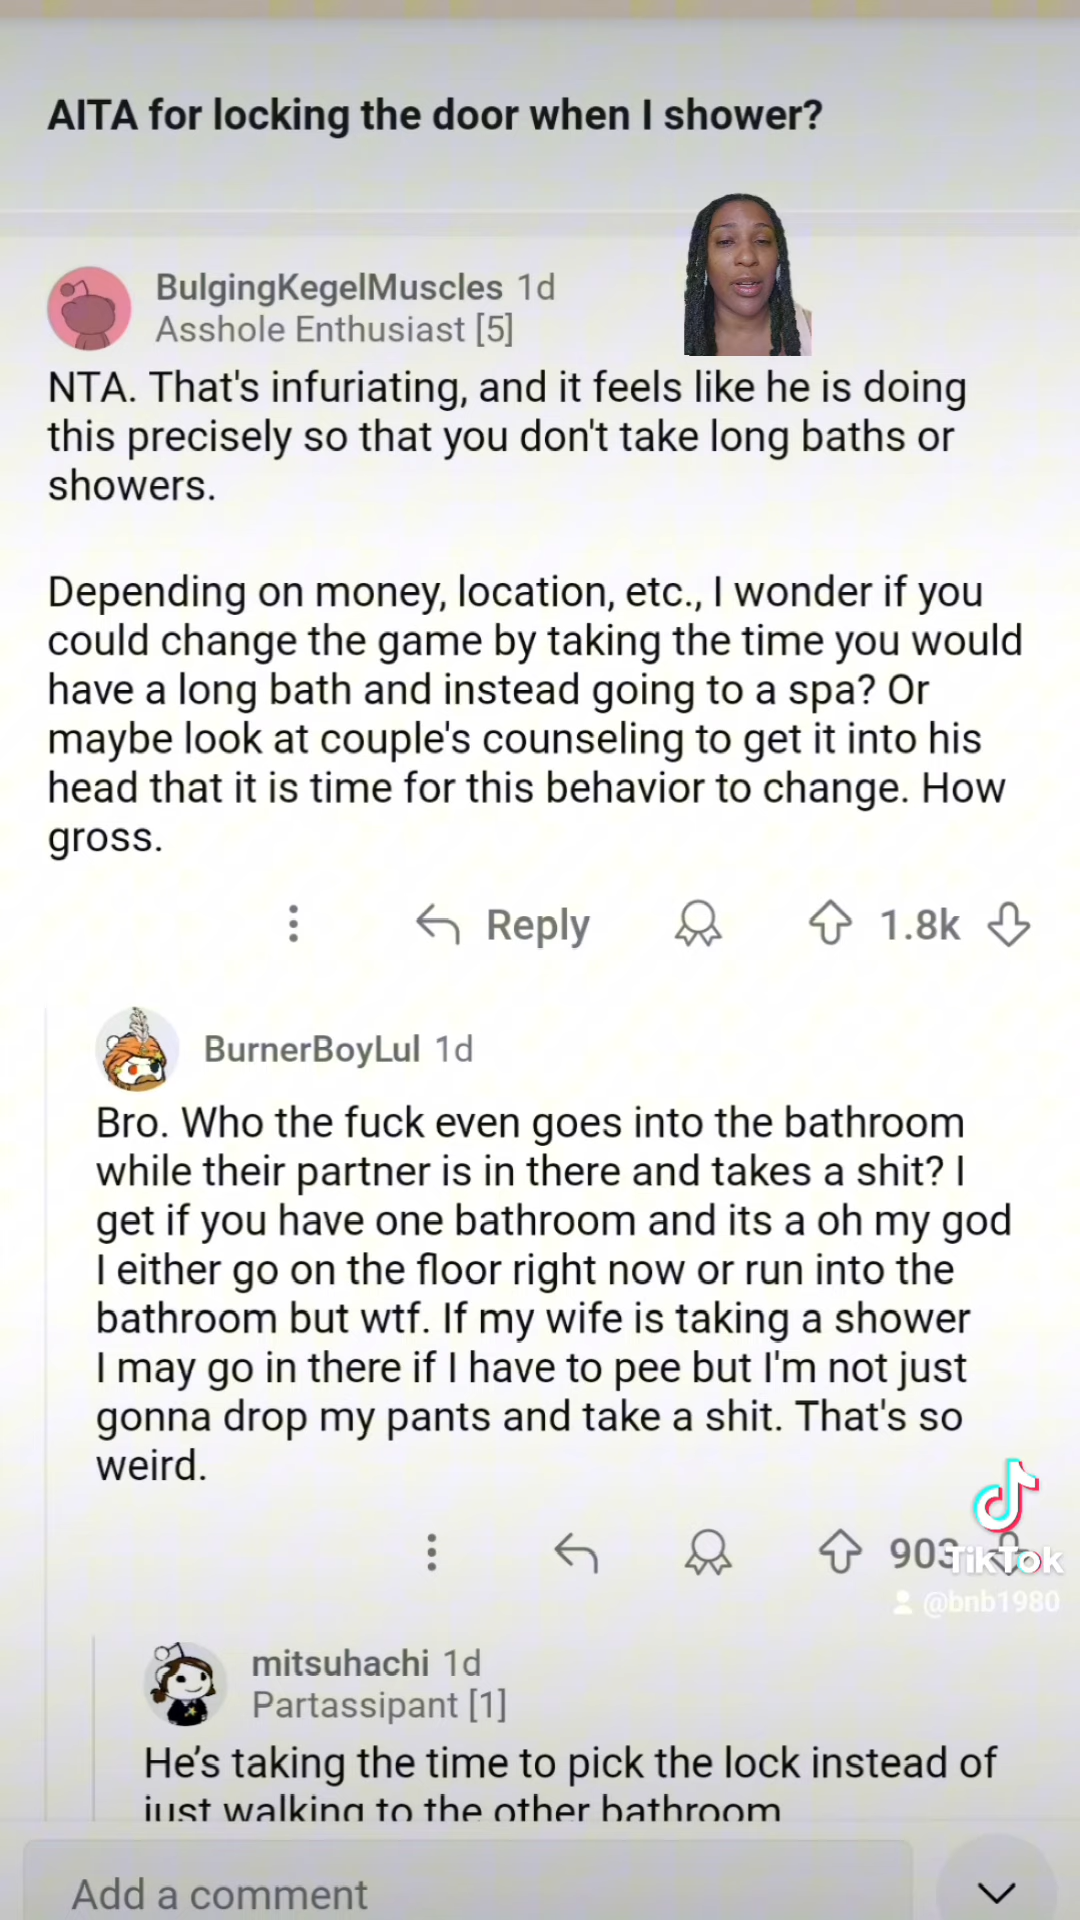 AITA for locking the door when I shower?
BulgingKegelMuscles 1d
Asshole Enthusiast [5]
NTA. That's infuriating, and it feels like he is doing
this precisely so that you don't take long baths or
showers.
Depending on money, location, etc., I wonder if you
could change the game by taking the time you would
have a long bath and instead going to a spa? Or
maybe look at couple's counseling to get it into his
head that it is time for this behavior to change. How
gross.
Reply
1.8k
BurnerBoyLul 1d
Bro. Who the fuck even goes into the bathroom
while their partner is in there and takes a shit? I
get if you have one bathroom and its a oh my god
I either go on the floor right now or run into the
bathroom but wtf. If my wife is taking a shower
I may go in there if I have to pee but I'm not just
gonna drop my pants and take a shit. That's so
weird.
903
TikTok
@bnb1980
mitsuhachi 1d
Partassipant [1]
He's taking the time to pick the lock instead of
just walking to the other bathroom
Add a comment